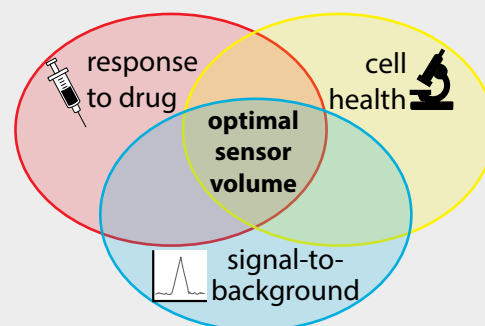 response
to drug
cell
health
optimal
sensor
volume
signal-to-
background